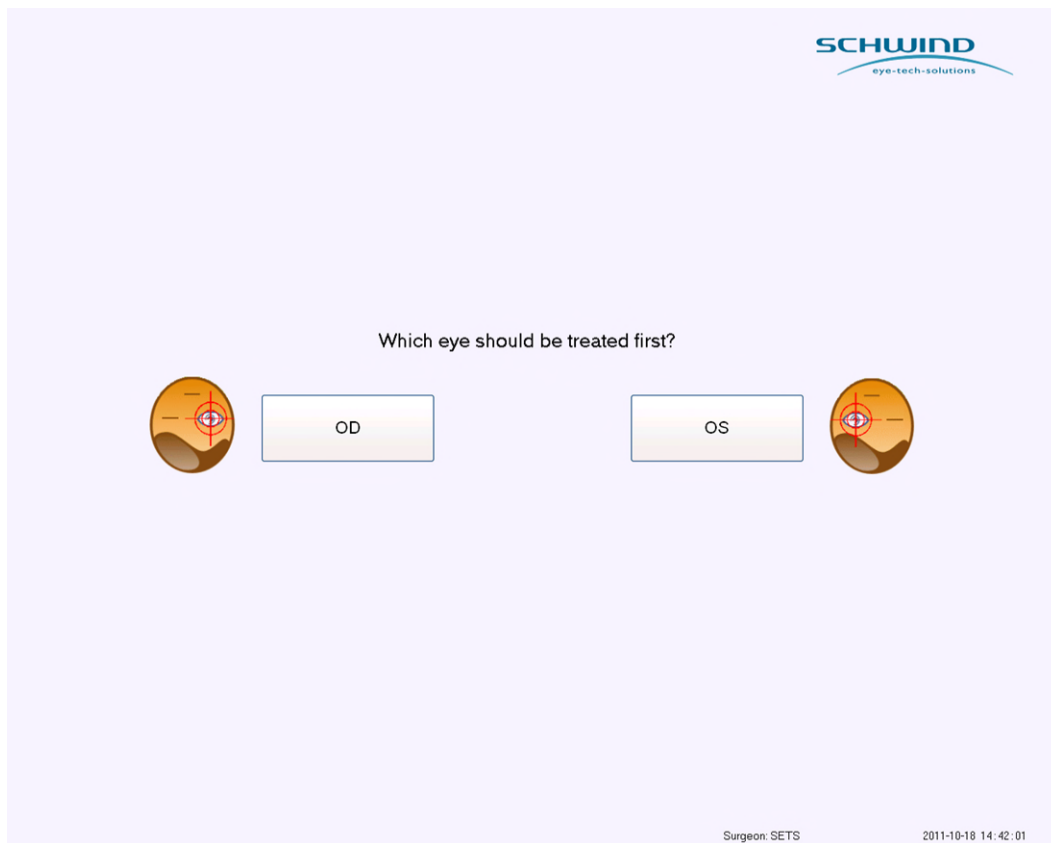 SCHWIND
eye-tech-solutions
Which eye should be treated first?
OD
OS
Surgeon: SETS
2011-10-18 14:42:01